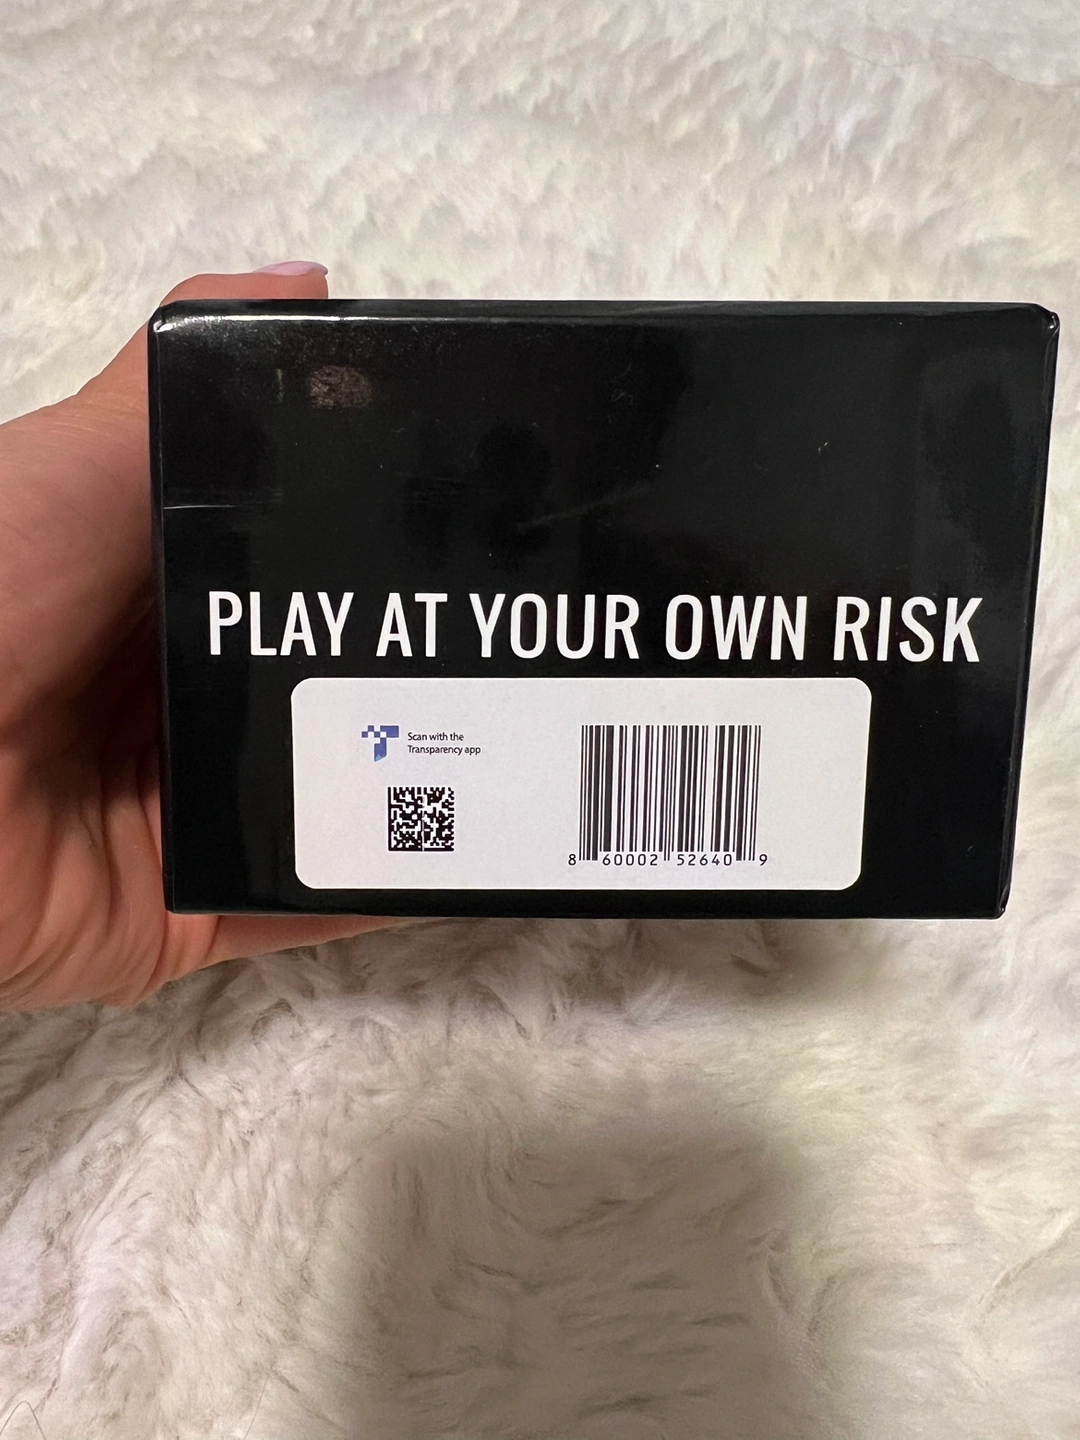 PLAY AT YOUR OWN RISK
Scan with the
Transparency app
8 60002 52640 9